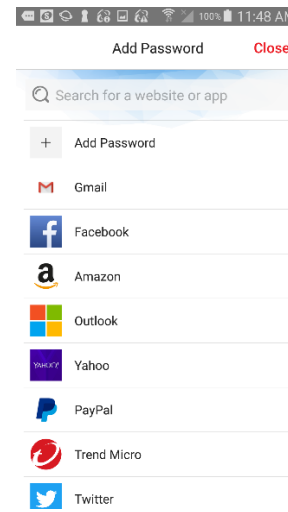 100% 11:48 AM
Add Password Close
Search for a website or app
+ Add Password
Gmail
Facebook
a Amazon
Outlook
YAHOO! Yahoo
PayPal
Trend Micro
Twitter